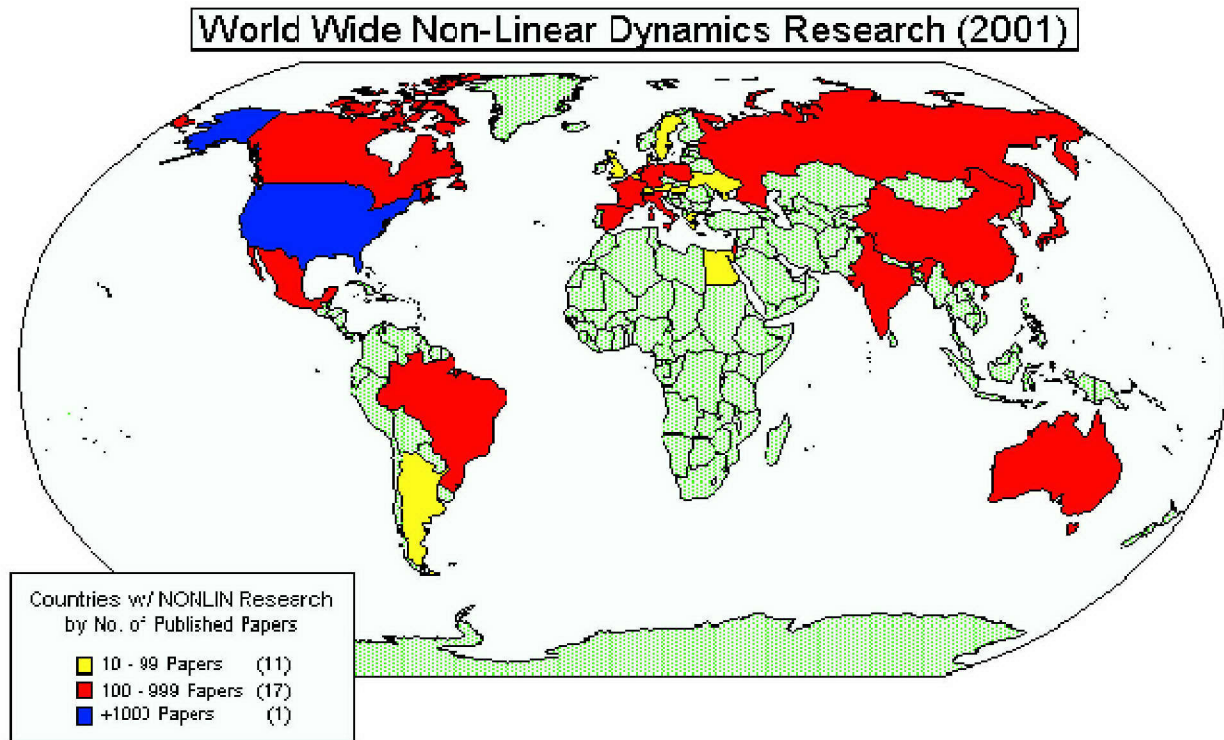 World Wide Non-Linear Dynamics Research (2001)
Countries w/ NONLIN Research
by No. of Published Papers
10 - 99 Papers (11)
100 - 999 Papers (17)
+1000 Papers (1)